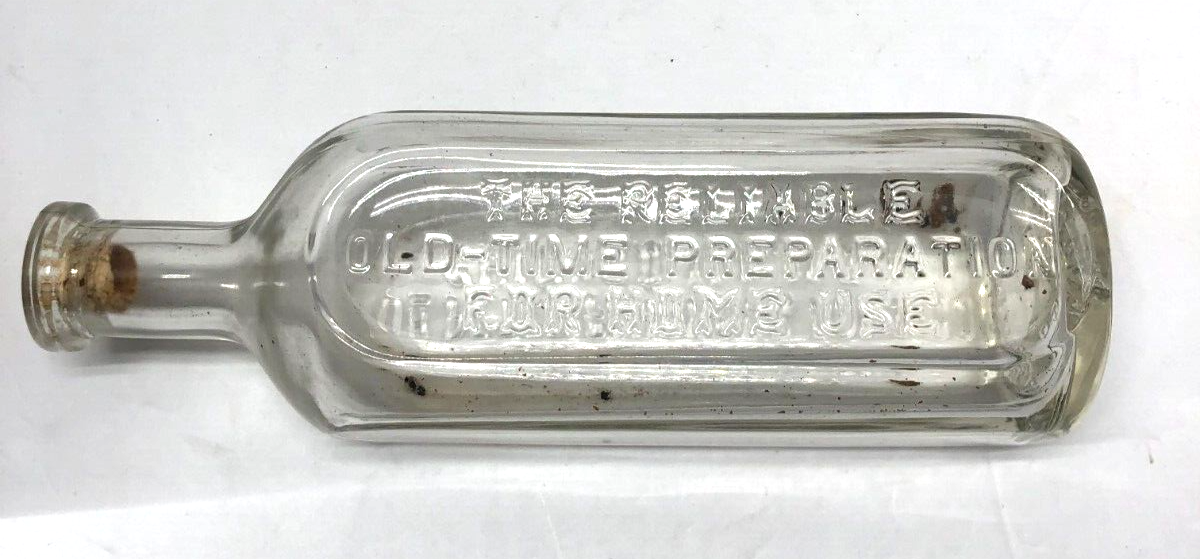 THE RELIABLE
OLD-TIME PREPARATION
FOR HOME USE